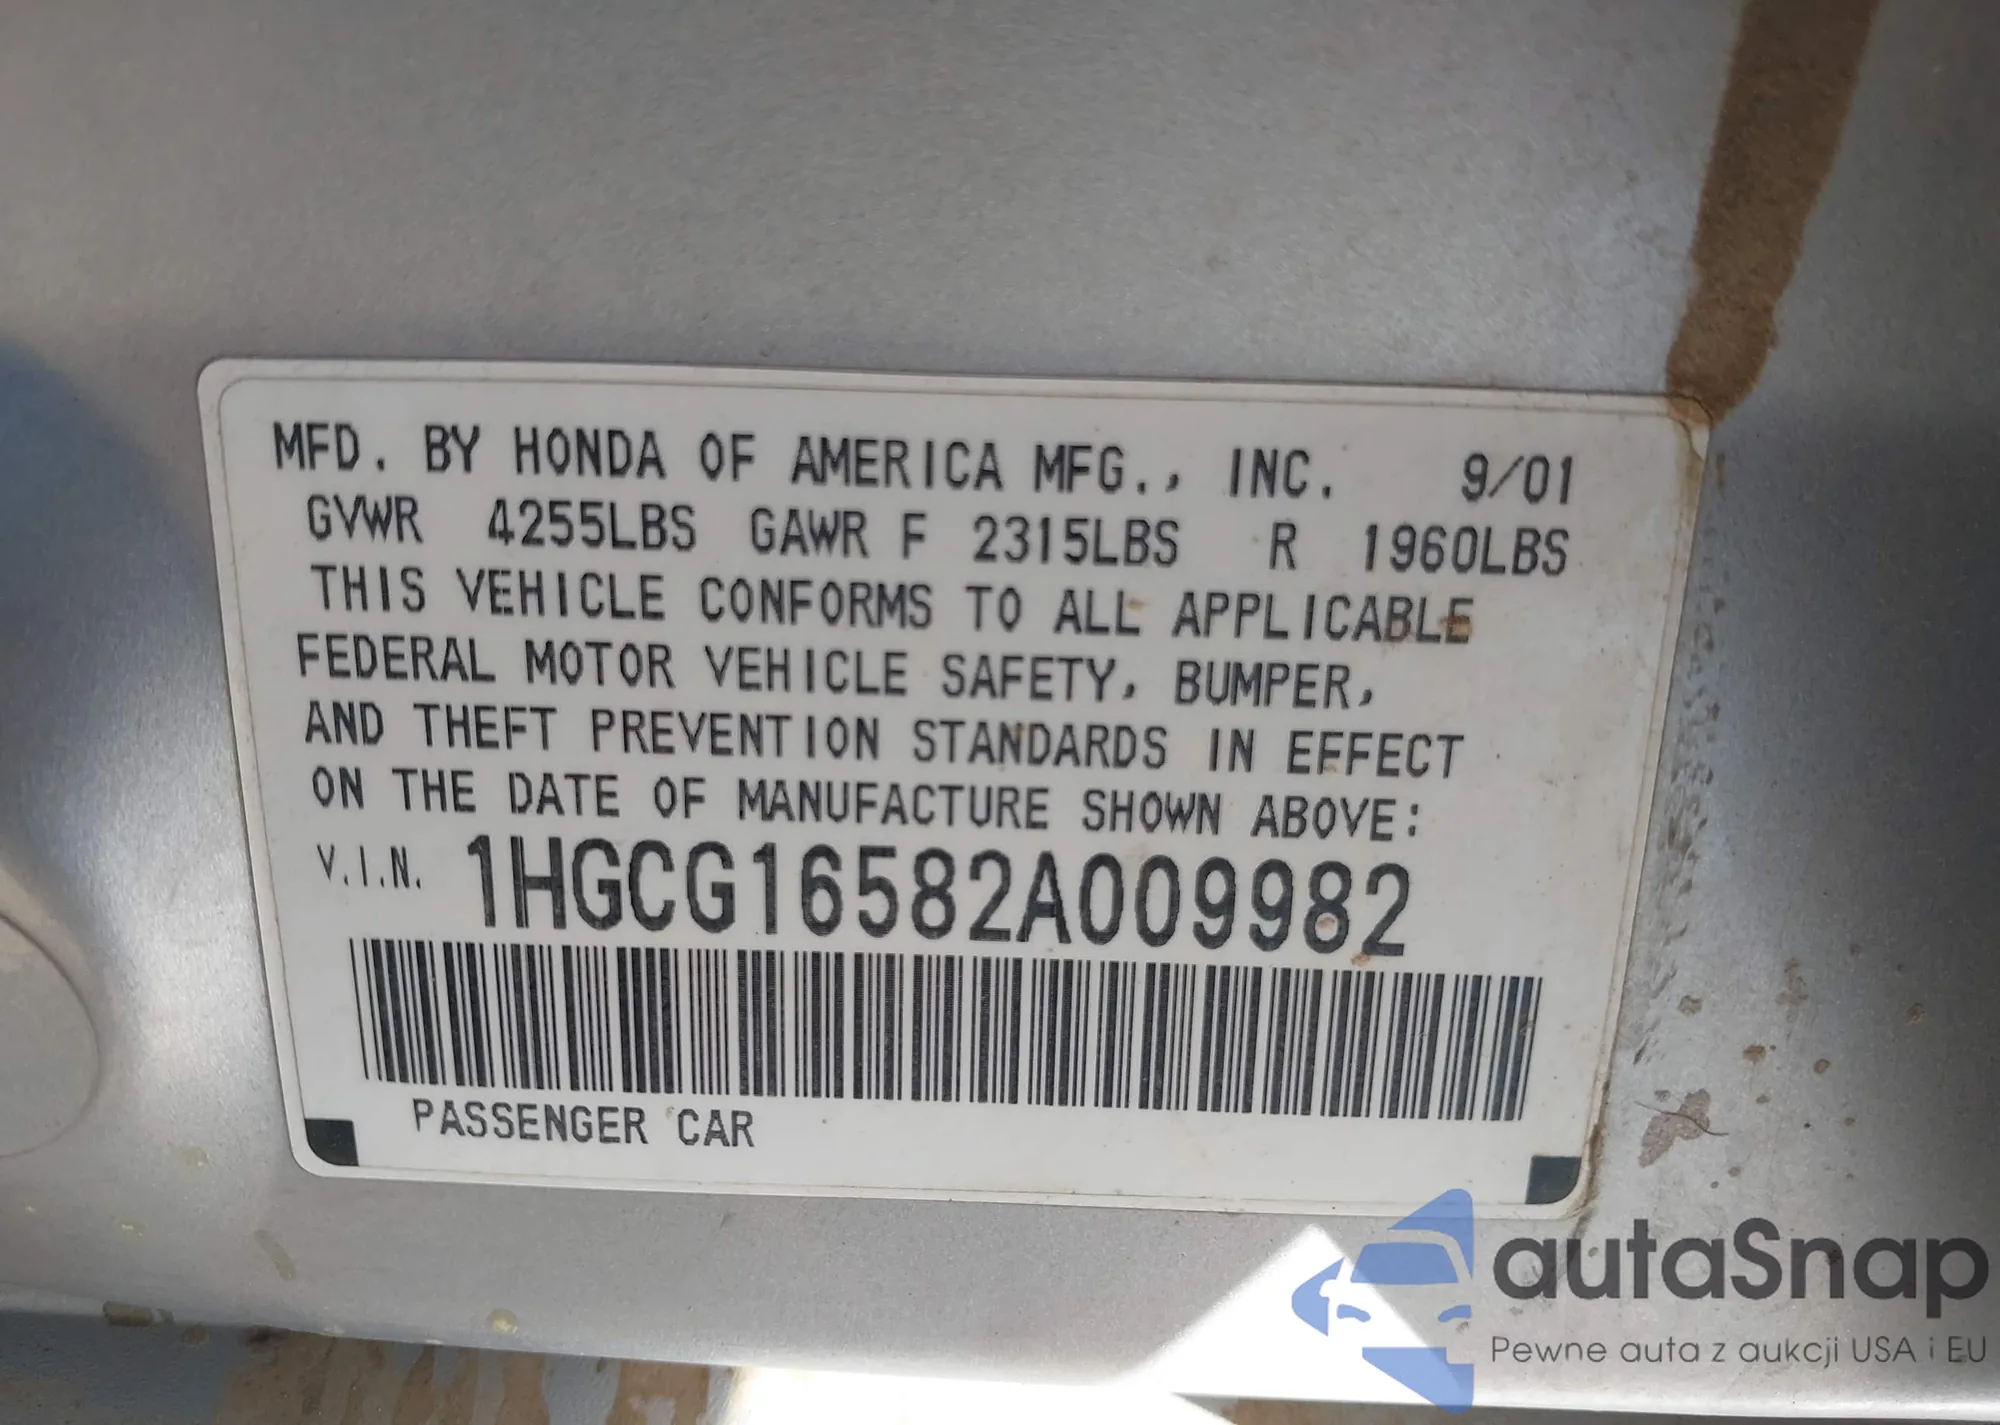 MFD. BY HONDA OF AMERICA MFG., INC. 9/01
GVWR 4255LBS GAWR F 2315LBS R 1960LBS
THIS VEHICLE CONFORMS TO ALL APPLICABLE
FEDERAL MOTOR VEHICLE SAFETY, BUMPER,
AND THEFT PREVENTION STANDARDS IN EFFECT
ON THE DATE OF MANUFACTURE SHOWN ABOVE:
V.I.N. 1HGCG16582A009982
PASSENGER CAR
autaSnap
Pewne auta z aukcji USA i EU